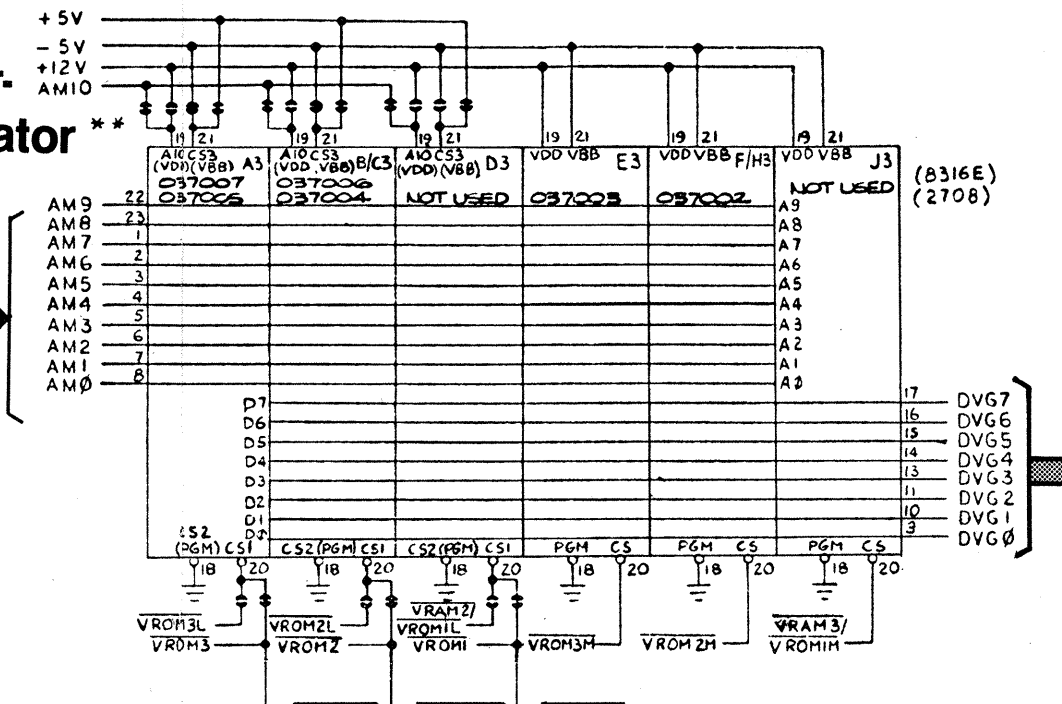 +5V
-5V
+12V
AM10
ator **
19 21 19 21 19 21 19 21 19 21 19 21
A10 CS3 A3 A10 CS3 B/C3 A10 CS3 D3 VDD VBB E3 VDD VBB F/H3 VDD VBB J3
(VDD)(VBB) (VDD)(VBB) (VDD)(VBB)
037007 037006 NOT USED (8316E)
037005 037004 NOT USED 037003 037002 (2708)
AM9 22 A9
AM8 23 A8
AM7 1 A7
AM6 2 A6
AM5 3 A5
AM4 4 A4
AM3 5 A3
AM2 6 A2
AM1 7 A1
AMØ 8 AØ
D7 17 DVG7
D6 16 DVG6
D5 15 DVG5
D4 14 DVG4
D3 13 DVG3
D2 11 DVG2
D1 10 DVG1
DØ DVGØ
CS2
(PGM) CS1 CS2(PGM) CS1 CS2(PGM) CS1 PGM CS PGM CS PGM CS
18 20 18 20 18 20 18 20 18 20 18 20
VROM3L VROM2L VRAM2/ VROM1L VRAM3/
VROM3 VROM2 VROM1 VROM3M VROM2M VROM1M